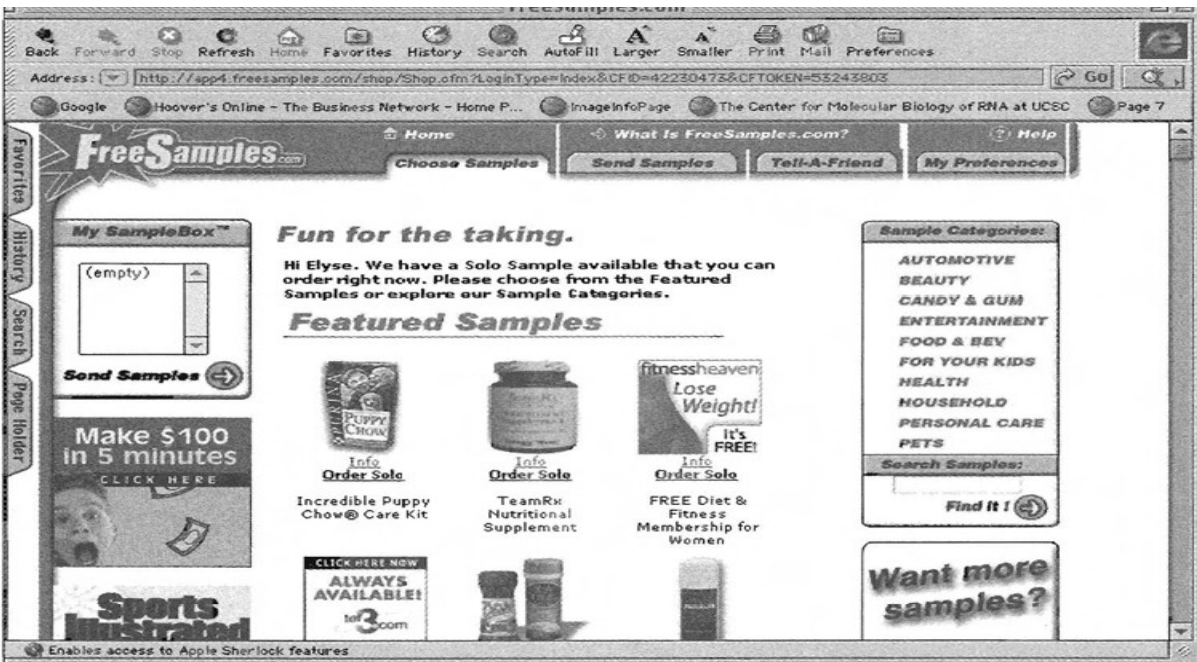 FreeSamples.com
Back Forward Stop Refresh Home Favorites History Search AutoFill Larger Smaller Print Mail Preferences
Address: http://app4.freesamples.com/shop/Shop.cfm?LoginType=Index&CFID=42230473&CFTOKEN=53243803 Go
Google Hoover's Online - The Business Network - Home P... ImageInfoPage The Center for Molecular Biology of RNA at UCSC Page 7
Favorites
History
Search
Page Holder
FreeSamples.com
Home What Is FreeSamples.com? Help
Choose Samples Send Samples Tell-A-Friend My Preferences
My SampleBox™
(empty)
Send Samples
Make $100
in 5 minutes
CLICK HERE
Sports
Illustrated
Fun for the taking.
Hi Elyse. We have a Solo Sample available that you can
order right now. Please choose from the Featured
Samples or explore our Sample Categories.
Featured Samples
PURINA
PUPPY
CHOW
Info
Order Solo
Incredible Puppy
Chow® Care Kit
Info
Order Solo
TeamRx
Nutritional
Supplement
fitnessheaven
Lose
Weight!
It's
FREE!
Info
Order Solo
FREE Diet &
Fitness
Membership for
Women
CLICK HERE NOW
ALWAYS
AVAILABLE!
Sample Categories:
AUTOMOTIVE
BEAUTY
CANDY & GUM
ENTERTAINMENT
FOOD & BEV
FOR YOUR KIDS
HEALTH
HOUSEHOLD
PERSONAL CARE
PETS
Search Samples:
Find it !
Want more
samples?
Enables access to Apple Sherlock features